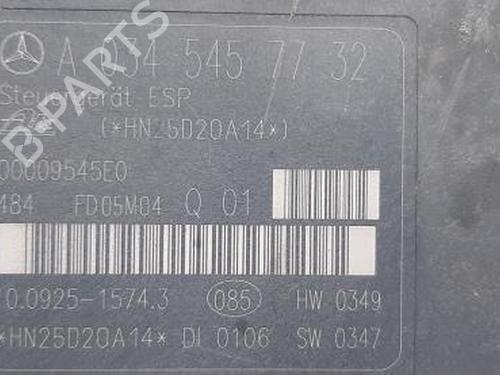 A 034 545 77 32
Steuergerät ESP
(*HN25D20A14*)
00009545E0
484 FD05M04 Q 01
0.0925-1574.3 085 HW 0349
*HN25D20A14* DI 0106 SW 0347
B-PARTS